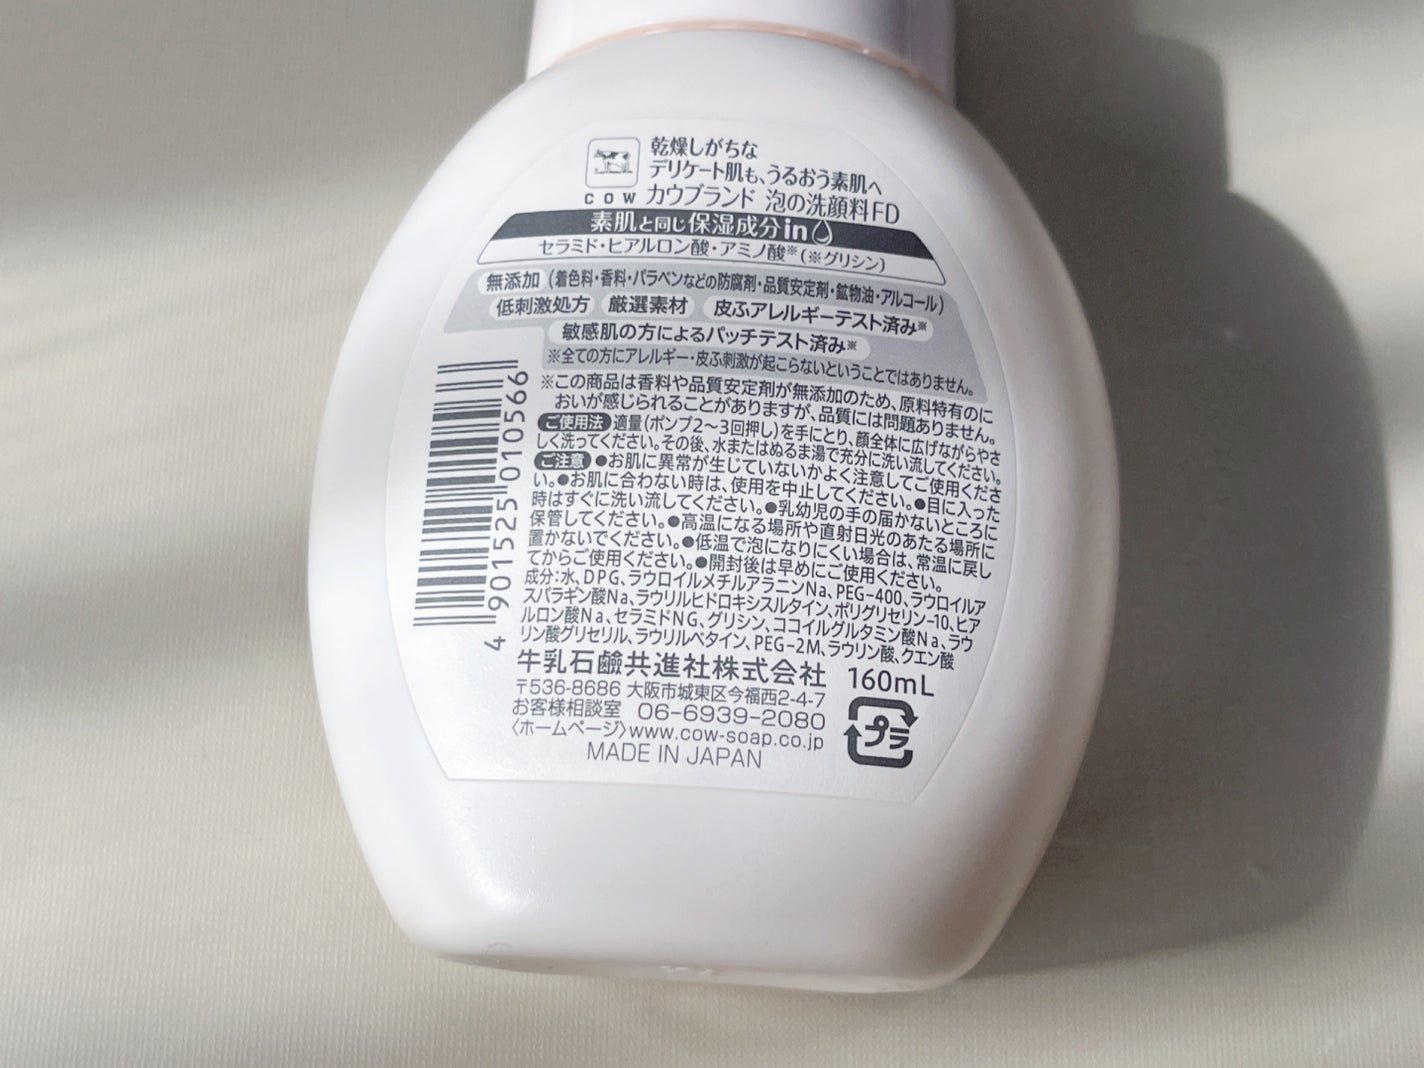 乾燥しがちな
デリケート肌も、うるおう素肌へ
COW カウブランド 泡の洗顔料FD
素肌と同じ保湿成分in
セラミド・ヒアルロン酸・アミノ酸※(※グリシン)
無添加(着色料・香料・パラベンなどの防腐剤・品質安定剤・鉱物油・アルコール)
低刺激処方 厳選素材 皮ふアレルギーテスト済み※
敏感肌の方によるパッチテスト済み※
※全ての方にアレルギー・皮ふ刺激が起こらないということではありません。
※この商品は香料や品質安定剤が無添加のため、原料特有のに
おいが感じられることがありますが、品質には問題ありません。
ご使用法 適量(ポンプ2～3回押し)を手にとり、顔全体に広げながらやさ
しく洗ってください。その後、水またはぬるま湯で充分に洗い流してください。
ご注意 ●お肌に異常が生じていないかよく注意してご使用くださ
い。●お肌に合わない時は、使用を中止してください。●目に入った
時はすぐに洗い流してください。●乳幼児の手の届かないところに
保管してください。●高温になる場所や直射日光のあたる場所に
置かないでください。●低温で泡になりにくい場合は、常温に戻し
てからご使用ください。●開封後は早めにご使用ください。
成分:水、DPG、ラウロイルメチルアラニンNa、PEG-400、ラウロイルア
スパラギン酸Na、ラウリルヒドロキシスルタイン、ポリグリセリン-10、ヒア
ルロン酸Na、セラミドNG、グリシン、ココイルグルタミン酸Na、ラウ
リン酸グリセリル、ラウリルベタイン、PEG-2M、ラウリン酸、クエン酸
牛乳石鹼共進社株式会社 160mL
〒536-8686 大阪市城東区今福西2-4-7
お客様相談室 06-6939-2080
〈ホームページ〉www.cow-soap.co.jp
MADE IN JAPAN
プラ
4 901525 010566